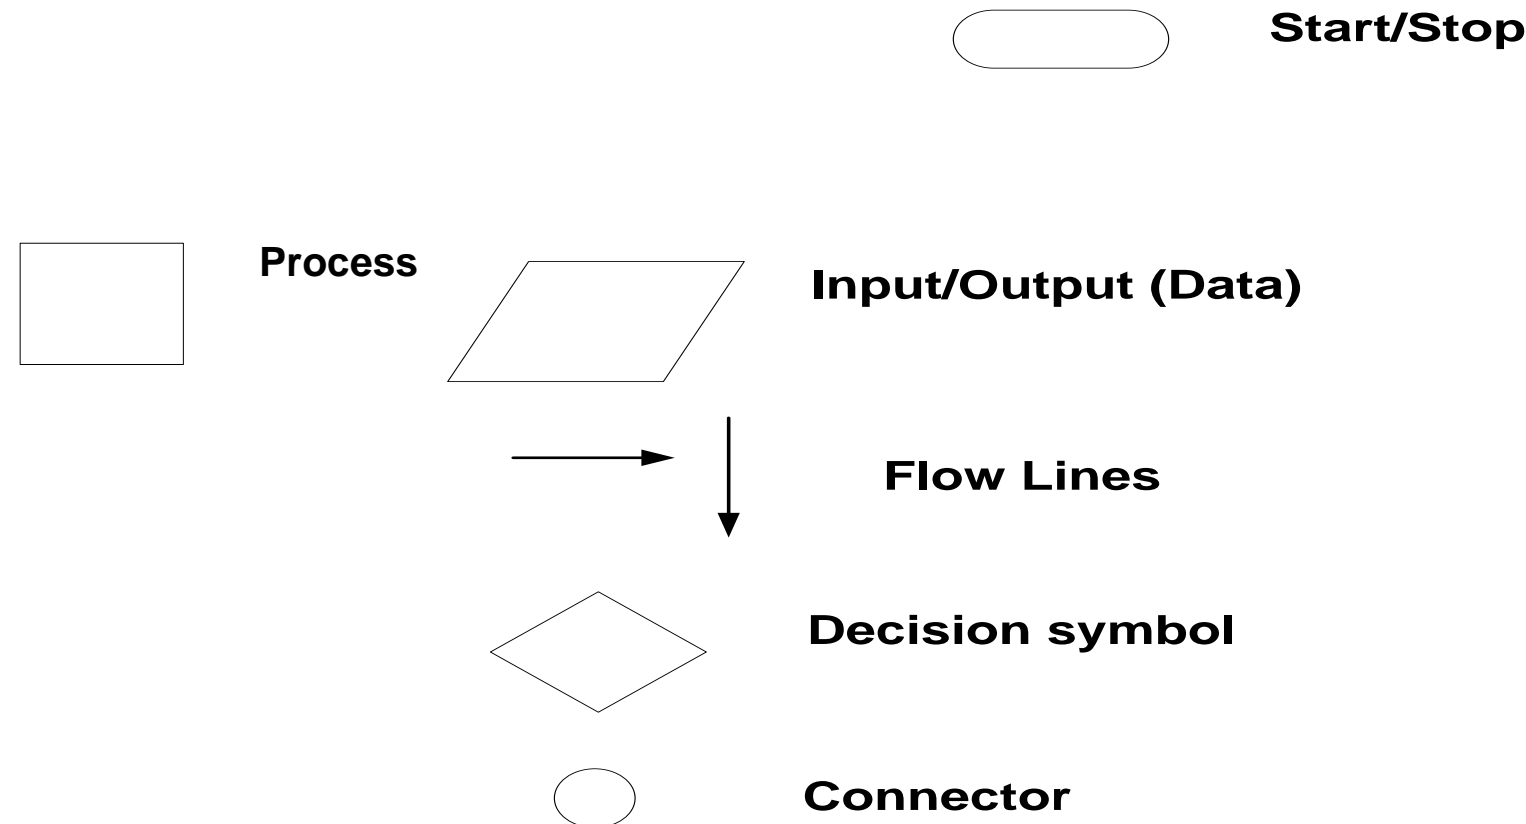 Start/Stop
Process
Input/Output (Data)
Flow Lines
Decision symbol
Connector